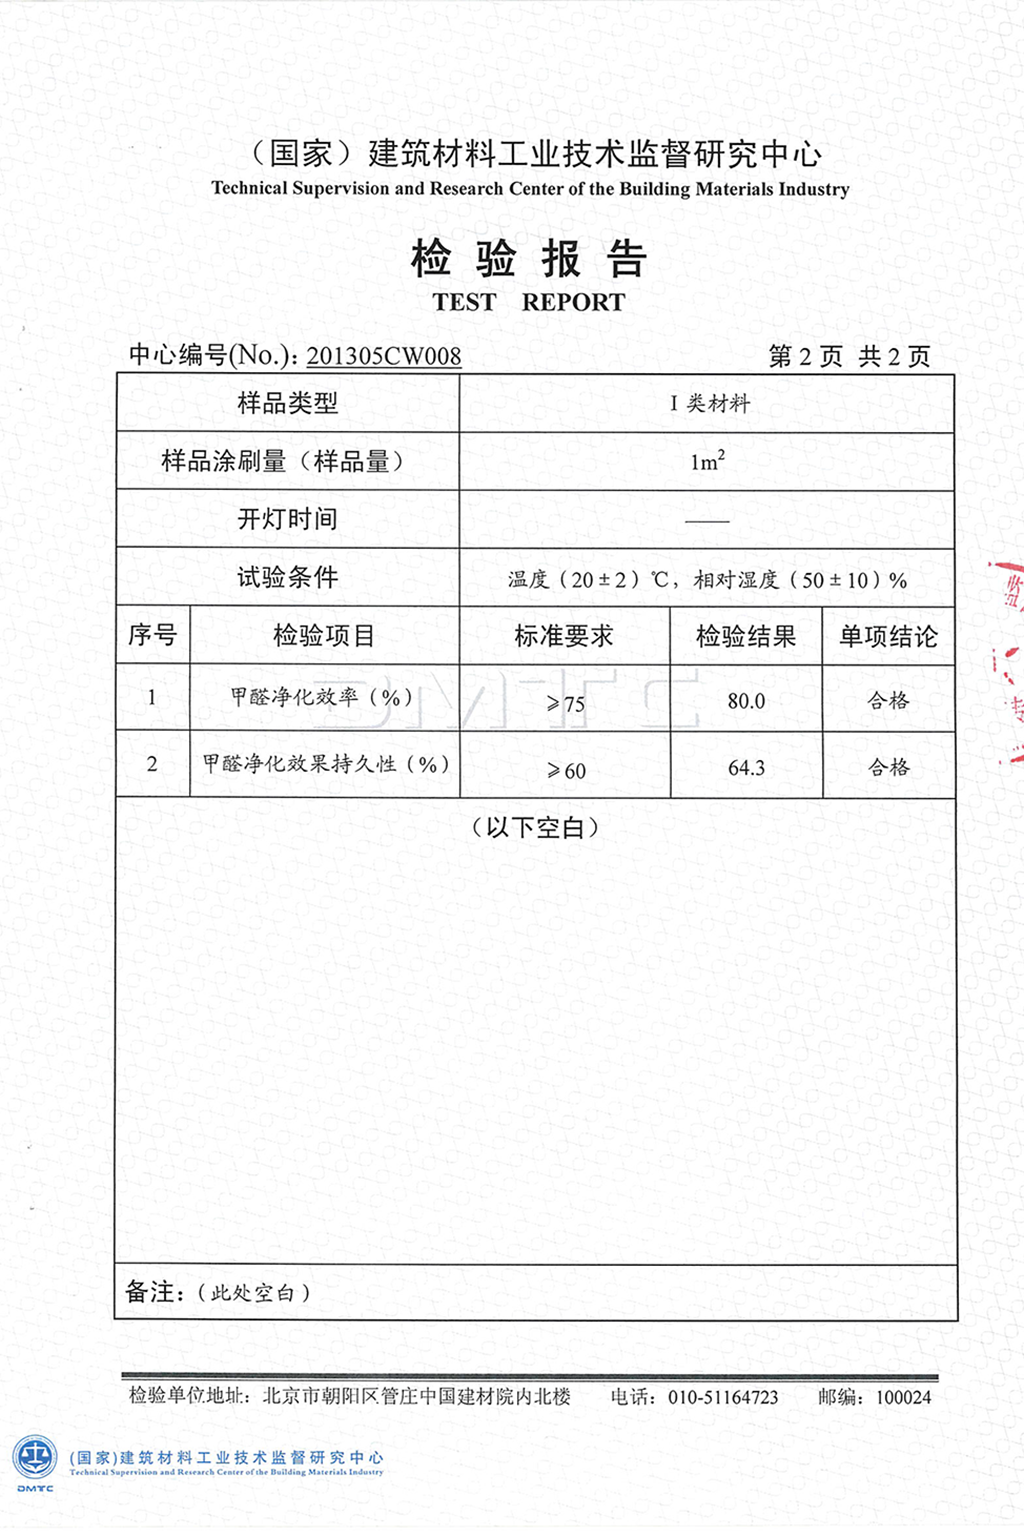 （国家）建筑材料工业技术监督研究中心
Technical Supervision and Research Center of the Building Materials Industry
检验报告
TEST REPORT
中心编号(No.): 201305CW008 第 2 页 共 2 页
样品类型 I 类材料
样品涂刷量（样品量） 1m²
开灯时间 ——
试验条件 温度（20±2）℃，相对湿度（50±10）%
序号 检验项目 标准要求 检验结果 单项结论
1 甲醛净化效率（%） ≥75 80.0 合格
2 甲醛净化效果持久性（%） ≥60 64.3 合格
（以下空白）
备注：（此处空白）
检验单位地址：北京市朝阳区管庄中国建材院内北楼 电话：010-51164723 邮编：100024
(国家)建筑材料工业技术监督研究中心
Technical Supervision and Research Center of the Building Materials Industry